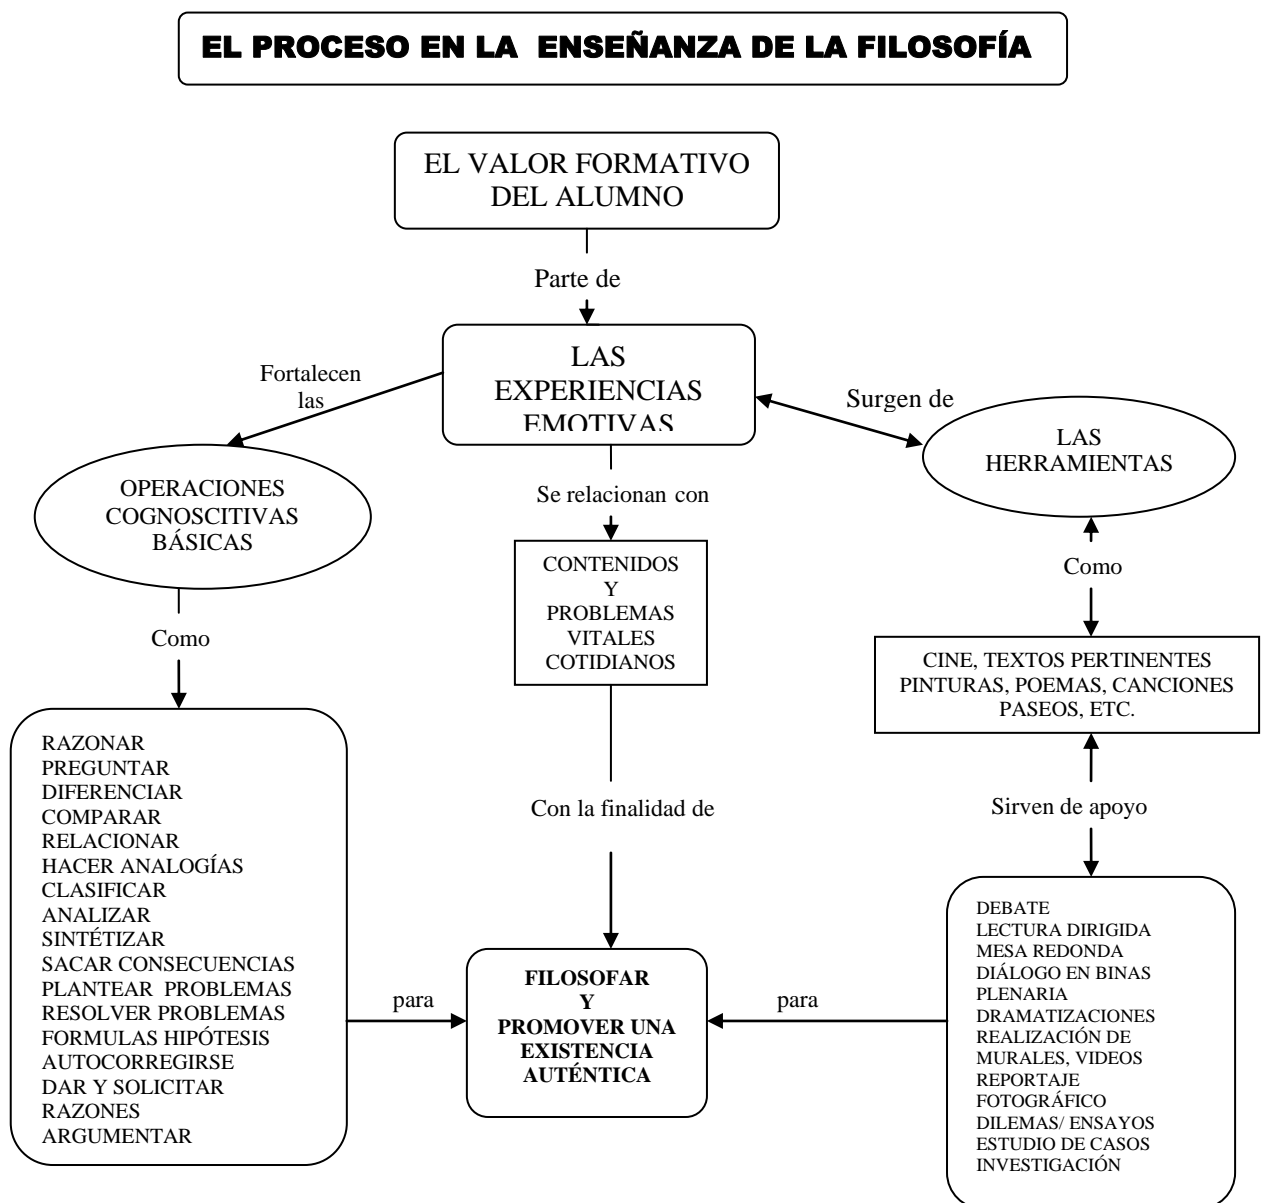 EL PROCESO EN LA ENSEÑANZA DE LA FILOSOFÍA
EL VALOR FORMATIVO
DEL ALUMNO
Parte de
LAS
EXPERIENCIAS
EMOTIVAS
Fortalecen
las
Surgen de
LAS
HERRAMIENTAS
OPERACIONES
COGNOSCITIVAS
BÁSICAS
Se relacionan con
CONTENIDOS
Y
PROBLEMAS
VITALES
COTIDIANOS
Como
Como
CINE, TEXTOS PERTINENTES
PINTURAS, POEMAS, CANCIONES
PASEOS, ETC.
RAZONAR
PREGUNTAR
DIFERENCIAR
COMPARAR
RELACIONAR
HACER ANALOGÍAS
CLASIFICAR
ANALIZAR
SINTÉTIZAR
SACAR CONSECUENCIAS
PLANTEAR PROBLEMAS
RESOLVER PROBLEMAS
FORMULAS HIPÓTESIS
AUTOCORREGIRSE
DAR Y SOLICITAR
RAZONES
ARGUMENTAR
Con la finalidad de
Sirven de apoyo
para
FILOSOFAR
Y
PROMOVER UNA
EXISTENCIA
AUTÉNTICA
para
DEBATE
LECTURA DIRIGIDA
MESA REDONDA
DIÁLOGO EN BINAS
PLENARIA
DRAMATIZACIONES
REALIZACIÓN DE
MURALES, VIDEOS
REPORTAJE
FOTOGRÁFICO
DILEMAS/ ENSAYOS
ESTUDIO DE CASOS
INVESTIGACIÓN